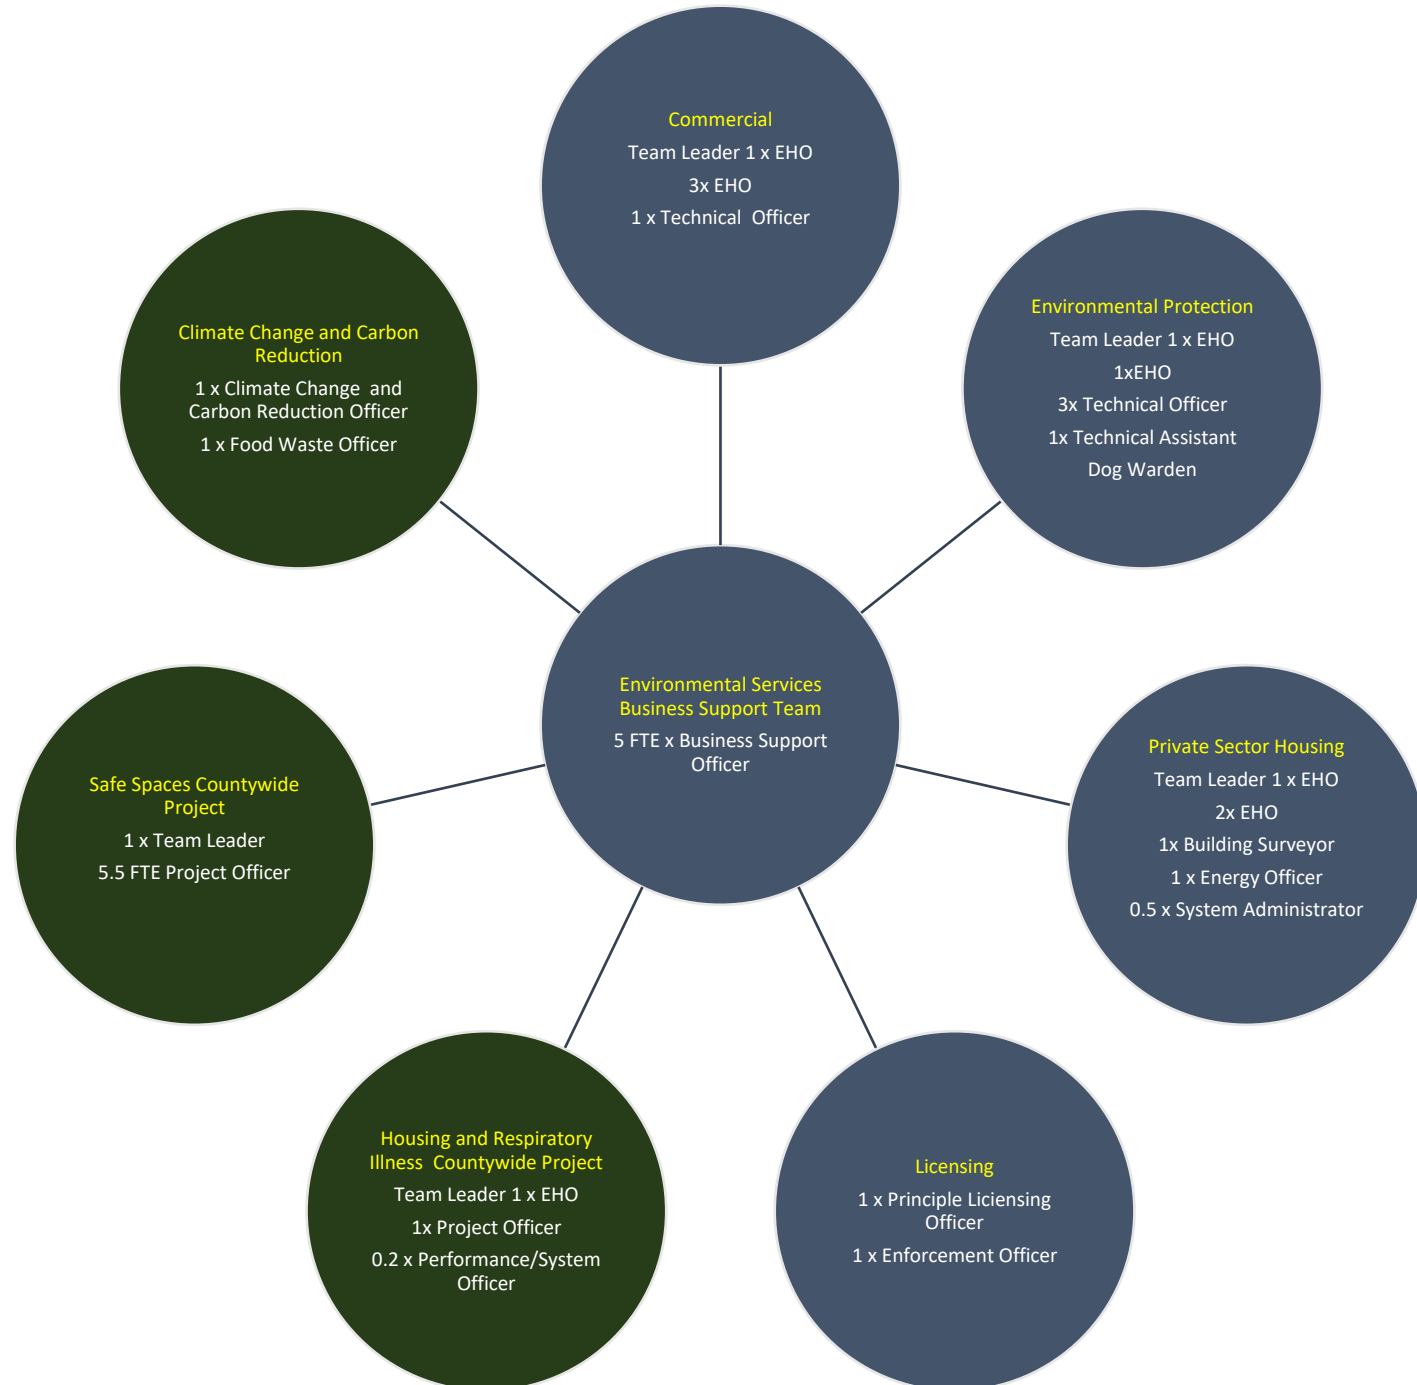 Commercial
Team Leader 1 x EHO
3x EHO
1 x Technical Officer
Environmental Protection
Team Leader 1 x EHO
1xEHO
3x Technical Officer
1x Technical Assistant
Dog Warden
Private Sector Housing
Team Leader 1 x EHO
2x EHO
1x Building Surveyor
1 x Energy Officer
0.5 x System Administrator
Licensing
1 x Principle Liciensing
Officer
1 x Enforcement Officer
Housing and Respiratory
Illness Countywide Project
Team Leader 1 x EHO
1x Project Officer
0.2 x Performance/System
Officer
Safe Spaces Countywide
Project
1 x Team Leader
5.5 FTE Project Officer
Climate Change and Carbon
Reduction
1 x Climate Change and
Carbon Reduction Officer
1 x Food Waste Officer
Environmental Services
Business Support Team
5 FTE x Business Support
Officer